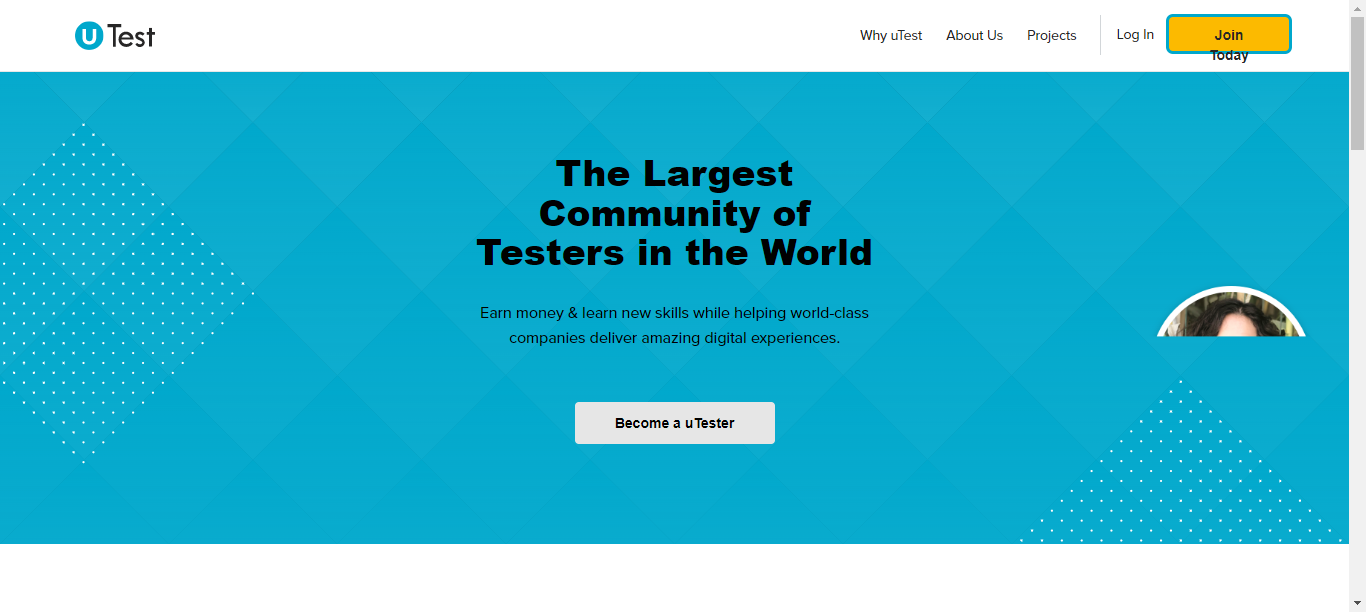 uTest
Why uTest
About Us
Projects
Log In
Join
Today
The Largest
Community of
Testers in the World
Earn money & learn new skills while helping world-class
companies deliver amazing digital experiences.
Become a uTester